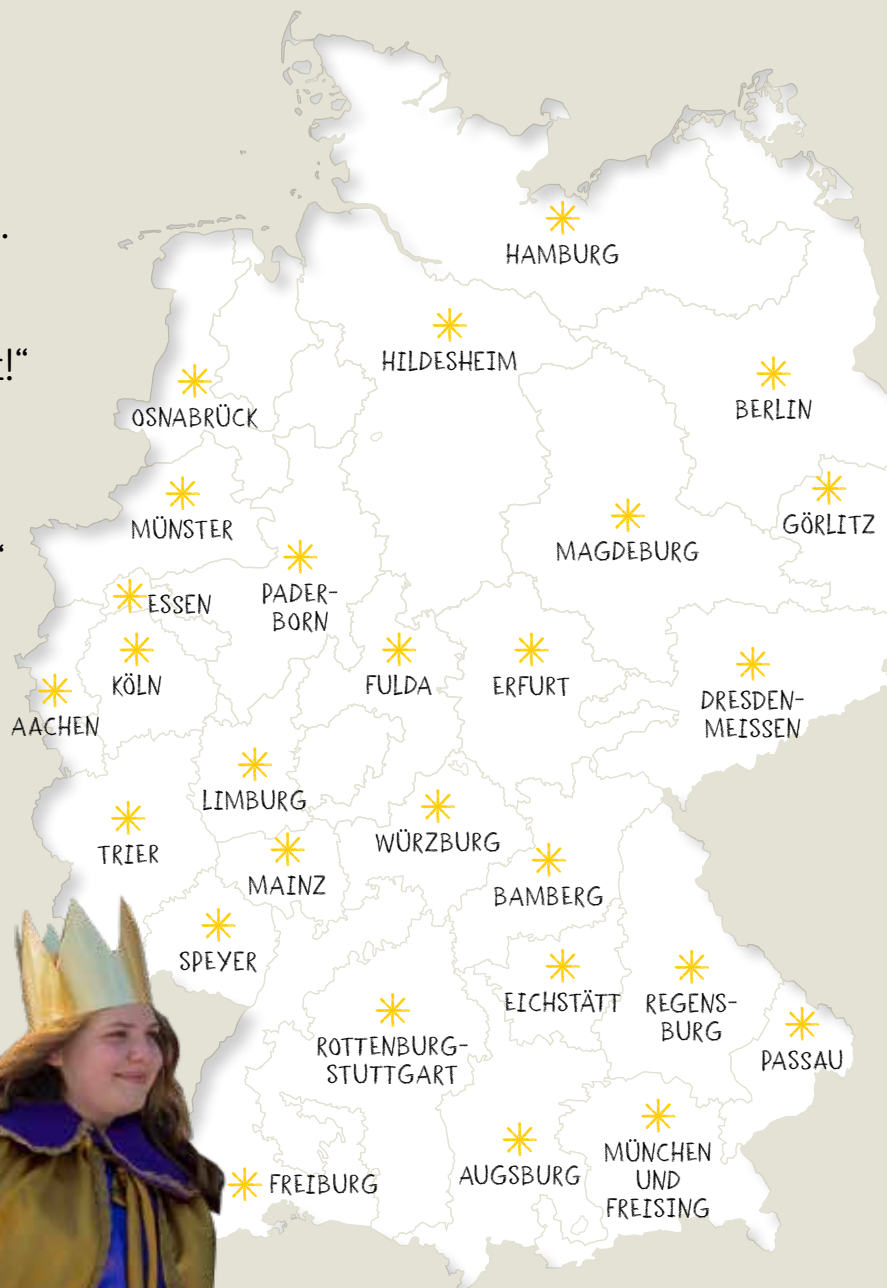 .
HAMBURG
t!“
HILDESHEIM
BERLIN
OSNABRÜCK
GÖRLITZ
MÜNSTER
“
MAGDEBURG
ESSEN
PADER-
BORN
KÖLN
FULDA
ERFURT
DRESDEN-
MEISSEN
AACHEN
LIMBURG
WÜRZBURG
TRIER
MAINZ
BAMBERG
SPEYER
EICHSTÄTT
REGENS-
BURG
ROTTENBURG-
STUTTGART
PASSAU
FREIBURG
AUGSBURG
MÜNCHEN
UND
FREISING